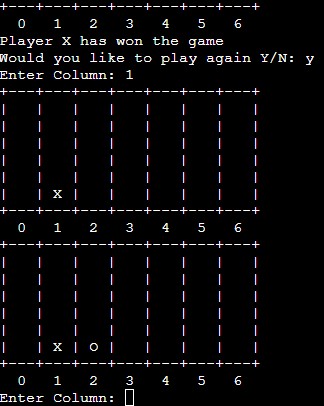 +---+---+---+---+---+---+---+
  0   1   2   3   4   5   6
Player X has won the game
Would you like to play again Y/N: y
Enter Column: 1
+---+---+---+---+---+---+---+
|   |   |   |   |   |   |   |
|   |   |   |   |   |   |   |
|   |   |   |   |   |   |   |
|   |   |   |   |   |   |   |
|   |   |   |   |   |   |   |
|   | X |   |   |   |   |   |
+---+---+---+---+---+---+---+
  0   1   2   3   4   5   6
+---+---+---+---+---+---+---+
|   |   |   |   |   |   |   |
|   |   |   |   |   |   |   |
|   |   |   |   |   |   |   |
|   |   |   |   |   |   |   |
|   |   |   |   |   |   |   |
|   | X | O |   |   |   |   |
+---+---+---+---+---+---+---+
  0   1   2   3   4   5   6
Enter Column: